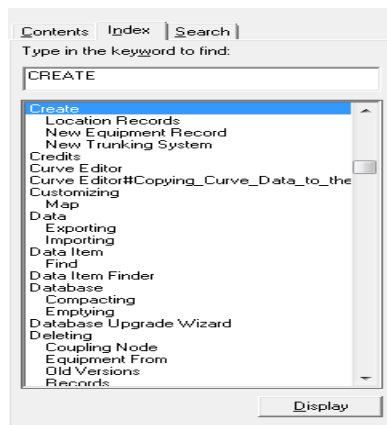 Contents Index Search
Type in the keyword to find:
CREATE
Create
Location Records
New Equipment Record
New Trunking System
Credits
Curve Editor
Curve Editor#Copying_Curve_Data_to_the
Customizing
Map
Data
Exporting
Importing
Data Item
Find
Data Item Finder
Database
Compacting
Emptying
Database Upgrade Wizard
Deleting
Coupling Node
Equipment From
Old Versions
Records
Display